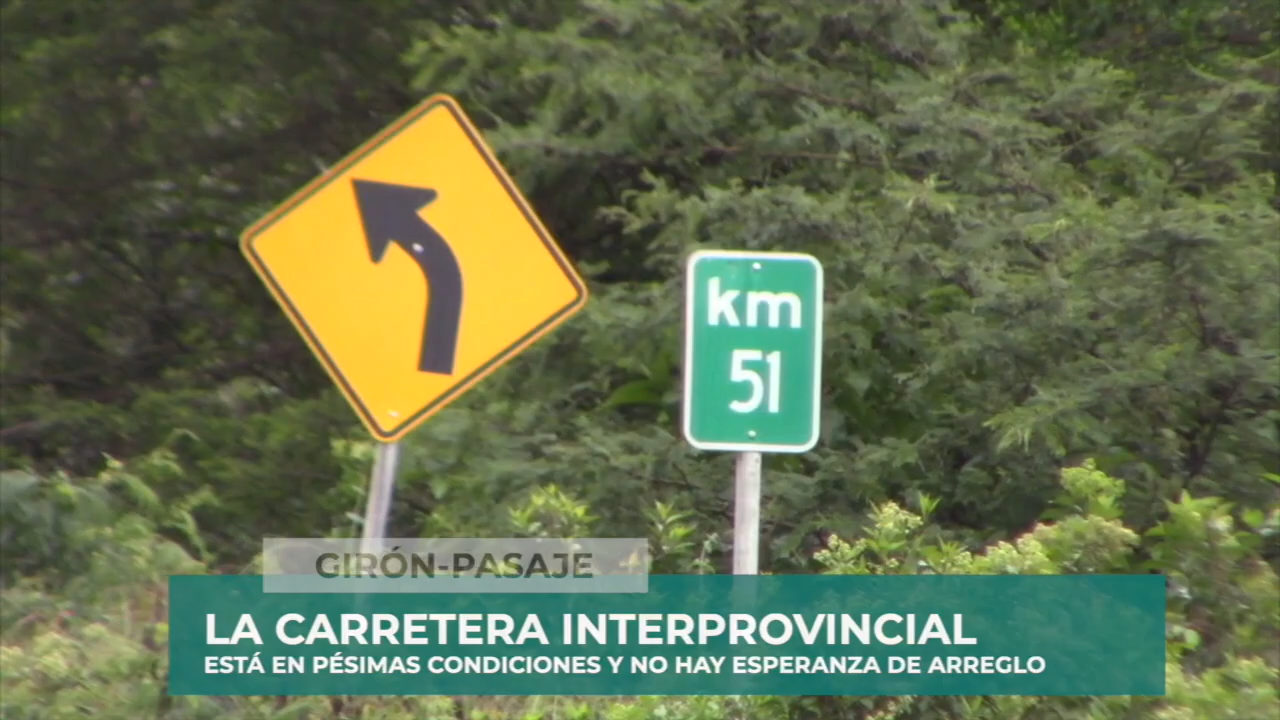 km
51
GIRÓN-PASAJE
LA CARRETERA INTERPROVINCIAL
ESTÁ EN PÉSIMAS CONDICIONES Y NO HAY ESPERANZA DE ARREGLO